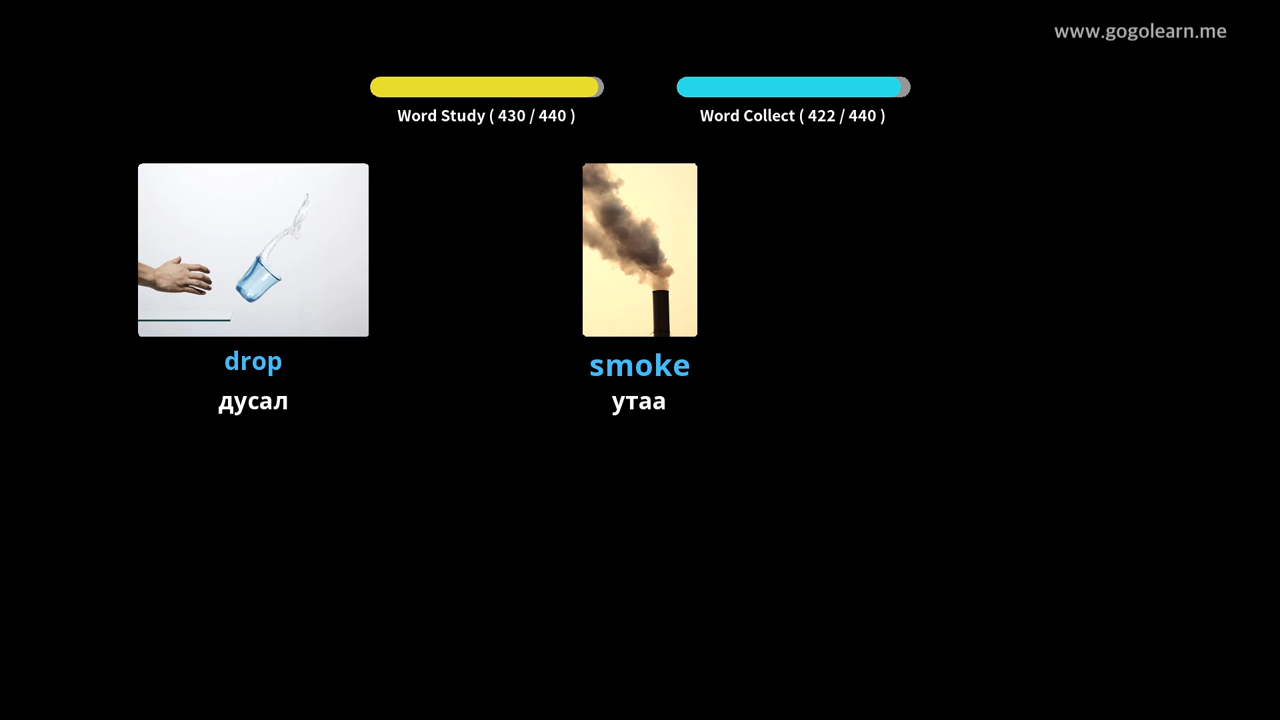 www.gogolearn.me
Word Study ( 430 / 440 )
Word Collect ( 422 / 440 )
drop
дусал
smoke
утаа